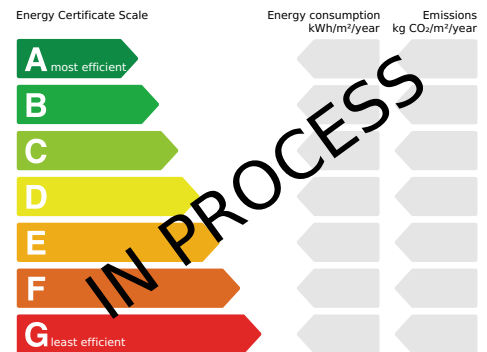 Energy Certificate Scale
Energy consumption
kWh/m²/year
Emissions
kg CO₂/m²/year
A most efficient
B
C
D
E
F
G least efficient
IN PROCESS